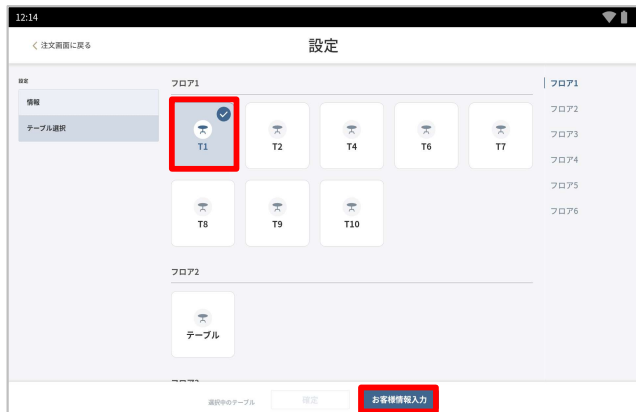 12:14
注文画面に戻る
設定
設定
情報
テーブル選択
フロア1
T1
T2
T4
T6
T7
T8
T9
T10
フロア2
テーブル
フロア1
フロア2
フロア3
フロア4
フロア5
フロア6
選択中のテーブル
確定
お客様情報入力